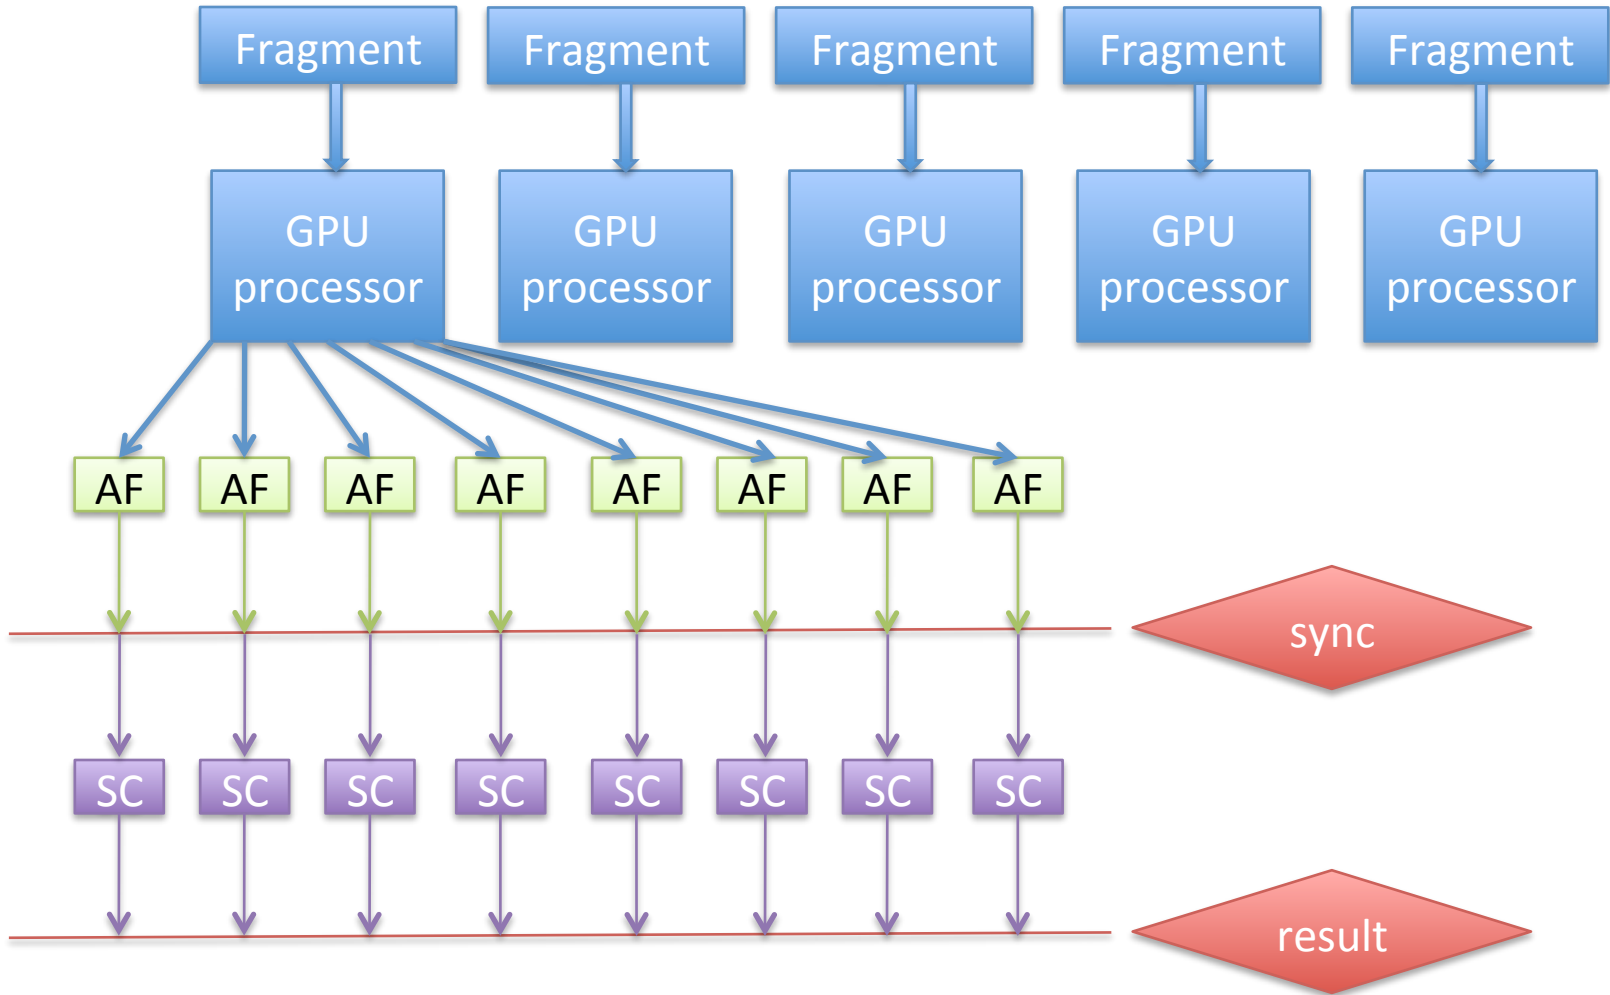 Fragment Fragment Fragment Fragment Fragment
GPU GPU GPU GPU GPU
processor processor processor processor processor
AF AF AF AF AF AF AF AF
sync
SC SC SC SC SC SC SC SC
result